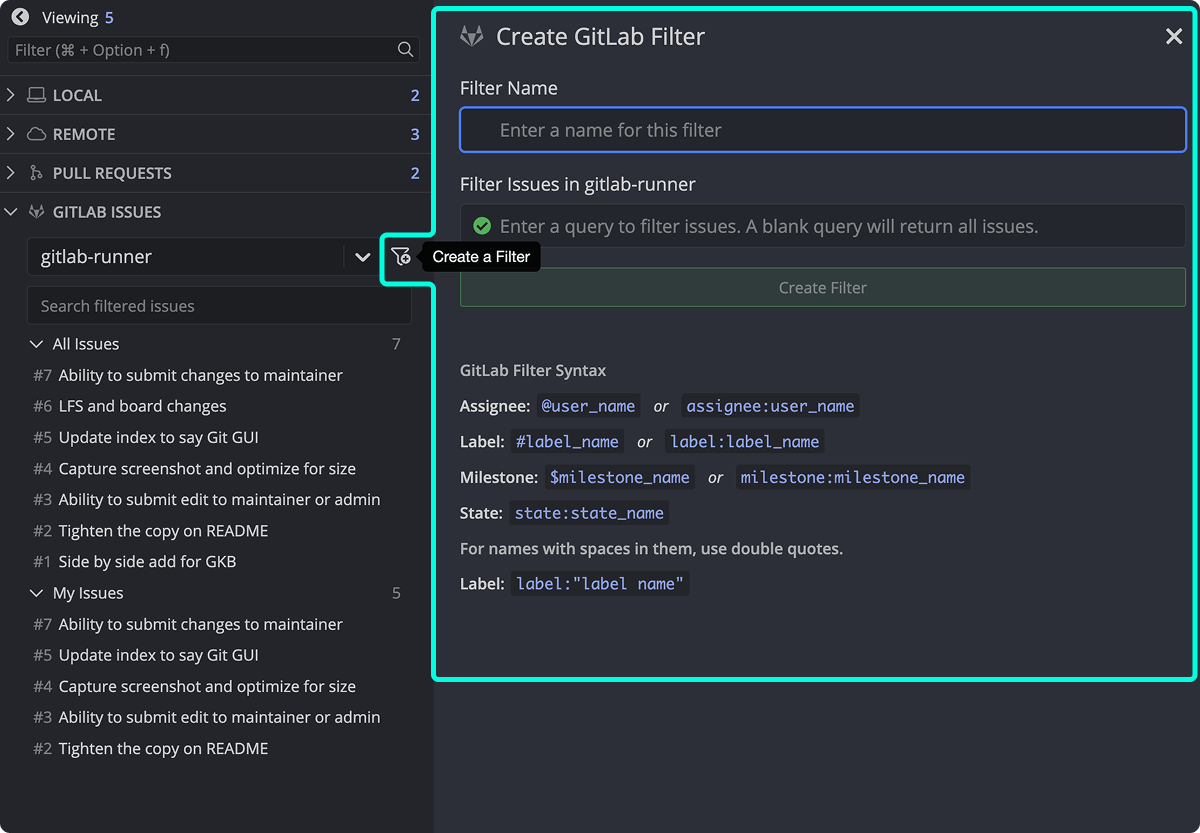 Viewing 5
Filter (⌘ + Option + f)
LOCAL 2
REMOTE 3
PULL REQUESTS 2
GITLAB ISSUES
gitlab-runner
Create a Filter
Search filtered issues
All Issues 7
#7 Ability to submit changes to maintainer
#6 LFS and board changes
#5 Update index to say Git GUI
#4 Capture screenshot and optimize for size
#3 Ability to submit edit to maintainer or admin
#2 Tighten the copy on README
#1 Side by side add for GKB
My Issues 5
#7 Ability to submit changes to maintainer
#5 Update index to say Git GUI
#4 Capture screenshot and optimize for size
#3 Ability to submit edit to maintainer or admin
#2 Tighten the copy on README
Create GitLab Filter
Filter Name
Enter a name for this filter
Filter Issues in gitlab-runner
Enter a query to filter issues. A blank query will return all issues.
Create Filter
GitLab Filter Syntax
Assignee: @user_name or assignee:user_name
Label: #label_name or label:label_name
Milestone: $milestone_name or milestone:milestone_name
State: state:state_name
For names with spaces in them, use double quotes.
Label: label:"label name"